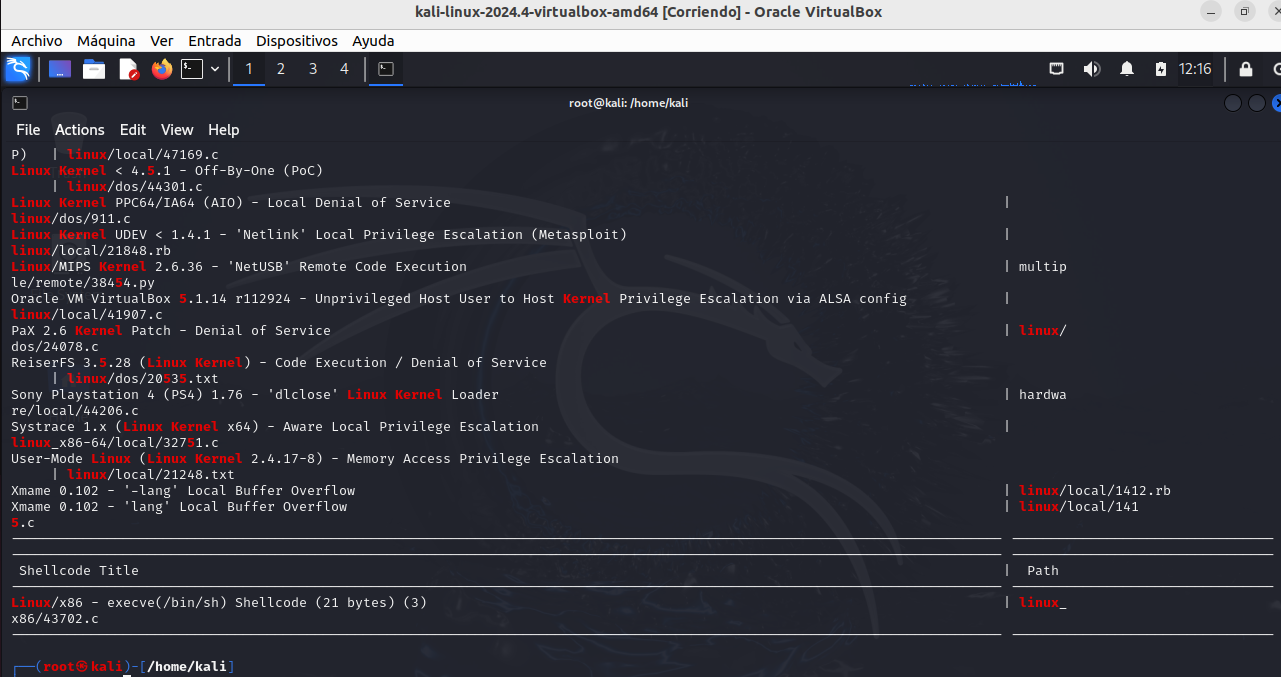 kali-linux-2024.4-virtualbox-amd64 [Corriendo] - Oracle VirtualBox
Archivo Máquina Ver Entrada Dispositivos Ayuda
1 2 3 4 12:16
root@kali: /home/kali
File Actions Edit View Help
P) | linux/local/47169.c
Linux Kernel < 4.5.1 - Off-By-One (PoC)
| linux/dos/44301.c
Linux Kernel PPC64/IA64 (AIO) - Local Denial of Service |
linux/dos/911.c
Linux Kernel UDEV < 1.4.1 - 'Netlink' Local Privilege Escalation (Metasploit) |
linux/local/21848.rb
Linux/MIPS Kernel 2.6.36 - 'NetUSB' Remote Code Execution | multip
le/remote/38454.py
Oracle VM VirtualBox 5.1.14 r112924 - Unprivileged Host User to Host Kernel Privilege Escalation via ALSA config |
linux/local/41907.c
PaX 2.6 Kernel Patch - Denial of Service | linux/
dos/24078.c
ReiserFS 3.5.28 (Linux Kernel) - Code Execution / Denial of Service
| linux/dos/20535.txt
Sony Playstation 4 (PS4) 1.76 - 'dlclose' Linux Kernel Loader | hardwa
re/local/44206.c
Systrace 1.x (Linux Kernel x64) - Aware Local Privilege Escalation |
linux_x86-64/local/32751.c
User-Mode Linux (Linux Kernel 2.4.17-8) - Memory Access Privilege Escalation
| linux/local/21248.txt
Xmame 0.102 - '-lang' Local Buffer Overflow | linux/local/1412.rb
Xmame 0.102 - 'lang' Local Buffer Overflow | linux/local/141
5.c
Shellcode Title | Path
Linux/x86 - execve(/bin/sh) Shellcode (21 bytes) (3) | linux_
x86/43702.c
┌──(root㉿kali)-[/home/kali]